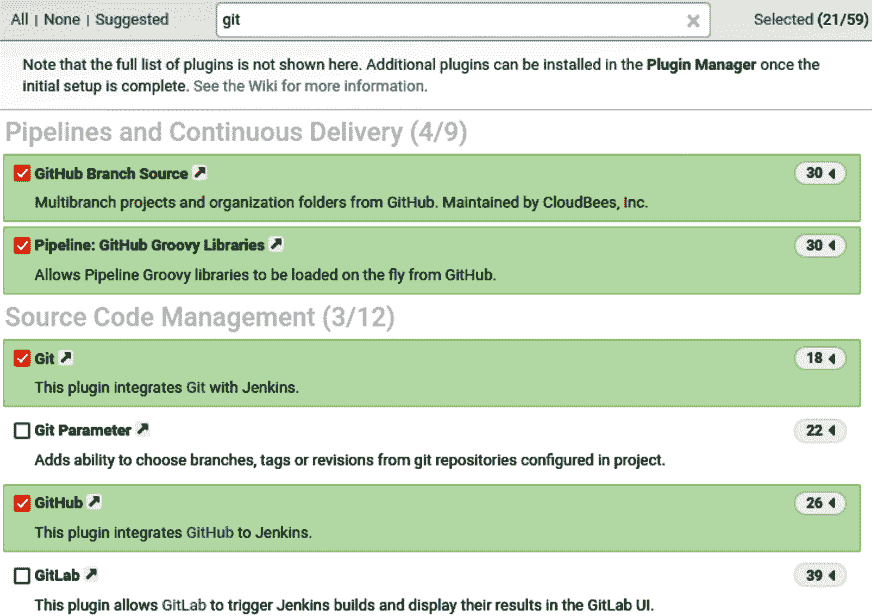 All | None | Suggested git Selected (21/59)
Note that the full list of plugins is not shown here. Additional plugins can be installed in the Plugin Manager once the
initial setup is complete. See the Wiki for more information.
Pipelines and Continuous Delivery (4/9)
GitHub Branch Source 30
Multibranch projects and organization folders from GitHub. Maintained by CloudBees, Inc.
Pipeline: GitHub Groovy Libraries 30
Allows Pipeline Groovy libraries to be loaded on the fly from GitHub.
Source Code Management (3/12)
Git 18
This plugin integrates Git with Jenkins.
Git Parameter 22
Adds ability to choose branches, tags or revisions from git repositories configured in project.
GitHub 26
This plugin integrates GitHub to Jenkins.
GitLab 39
This plugin allows GitLab to trigger Jenkins builds and display their results in the GitLab UI.